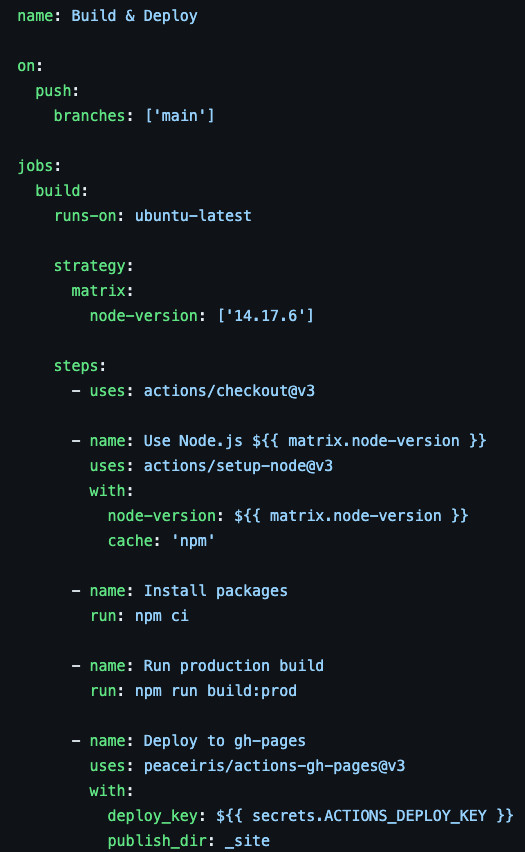 name: Build & Deploy
on:
push:
branches: ['main']
jobs:
build:
runs-on: ubuntu-latest
strategy:
matrix:
node-version: ['14.17.6']
steps:
- uses: actions/checkout@v3
- name: Use Node.js ${{ matrix.node-version }}
uses: actions/setup-node@v3
with:
node-version: ${{ matrix.node-version }}
cache: 'npm'
- name: Install packages
run: npm ci
- name: Run production build
run: npm run build:prod
- name: Deploy to gh-pages
uses: peaceiris/actions-gh-pages@v3
with:
deploy_key: ${{ secrets.ACTIONS_DEPLOY_KEY }}
publish_dir: _site